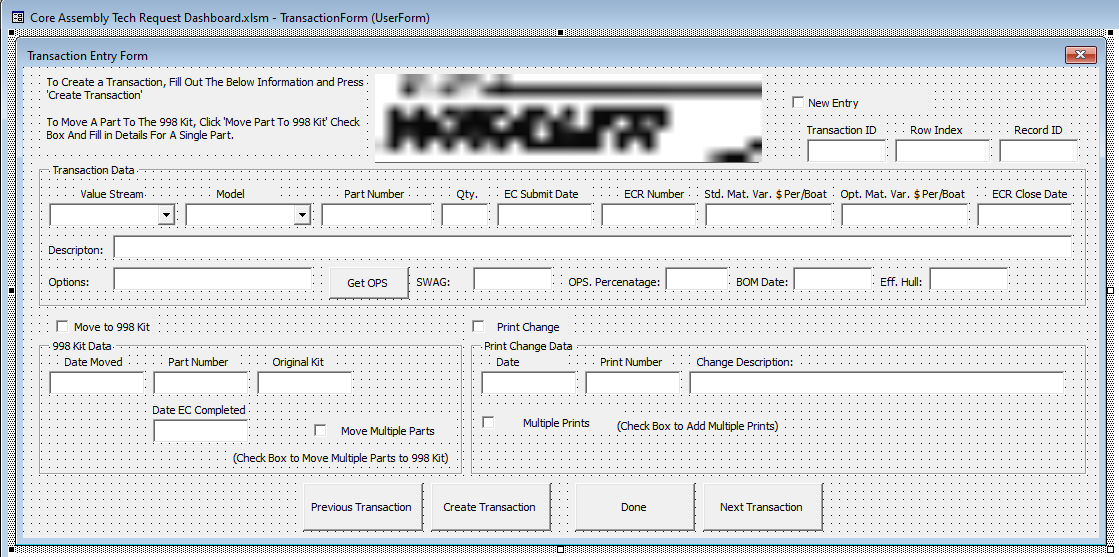 Core Assembly Tech Request Dashboard.xlsm - TransactionForm (UserForm)
Transaction Entry Form
To Create a Transaction, Fill Out The Below Information and Press
'Create Transaction'
To Move A Part To The 998 Kit, Click 'Move Part To 998 Kit' Check
Box And Fill in Details For A Single Part.
New Entry
Transaction ID Row Index Record ID
Transaction Data
Value Stream Model Part Number Qty. EC Submit Date ECR Number Std. Mat. Var. $ Per/Boat Opt. Mat. Var. $ Per/Boat ECR Close Date
Descripton:
Options: Get OPS SWAG: OPS. Percenatage: BOM Date: Eff. Hull:
Move to 998 Kit Print Change
998 Kit Data Print Change Data
Date Moved Part Number Original Kit Date Print Number Change Description:
Date EC Completed
Move Multiple Parts Multiple Prints (Check Box to Add Multiple Prints)
(Check Box to Move Multiple Parts to 998 Kit)
Previous Transaction Create Transaction Done Next Transaction